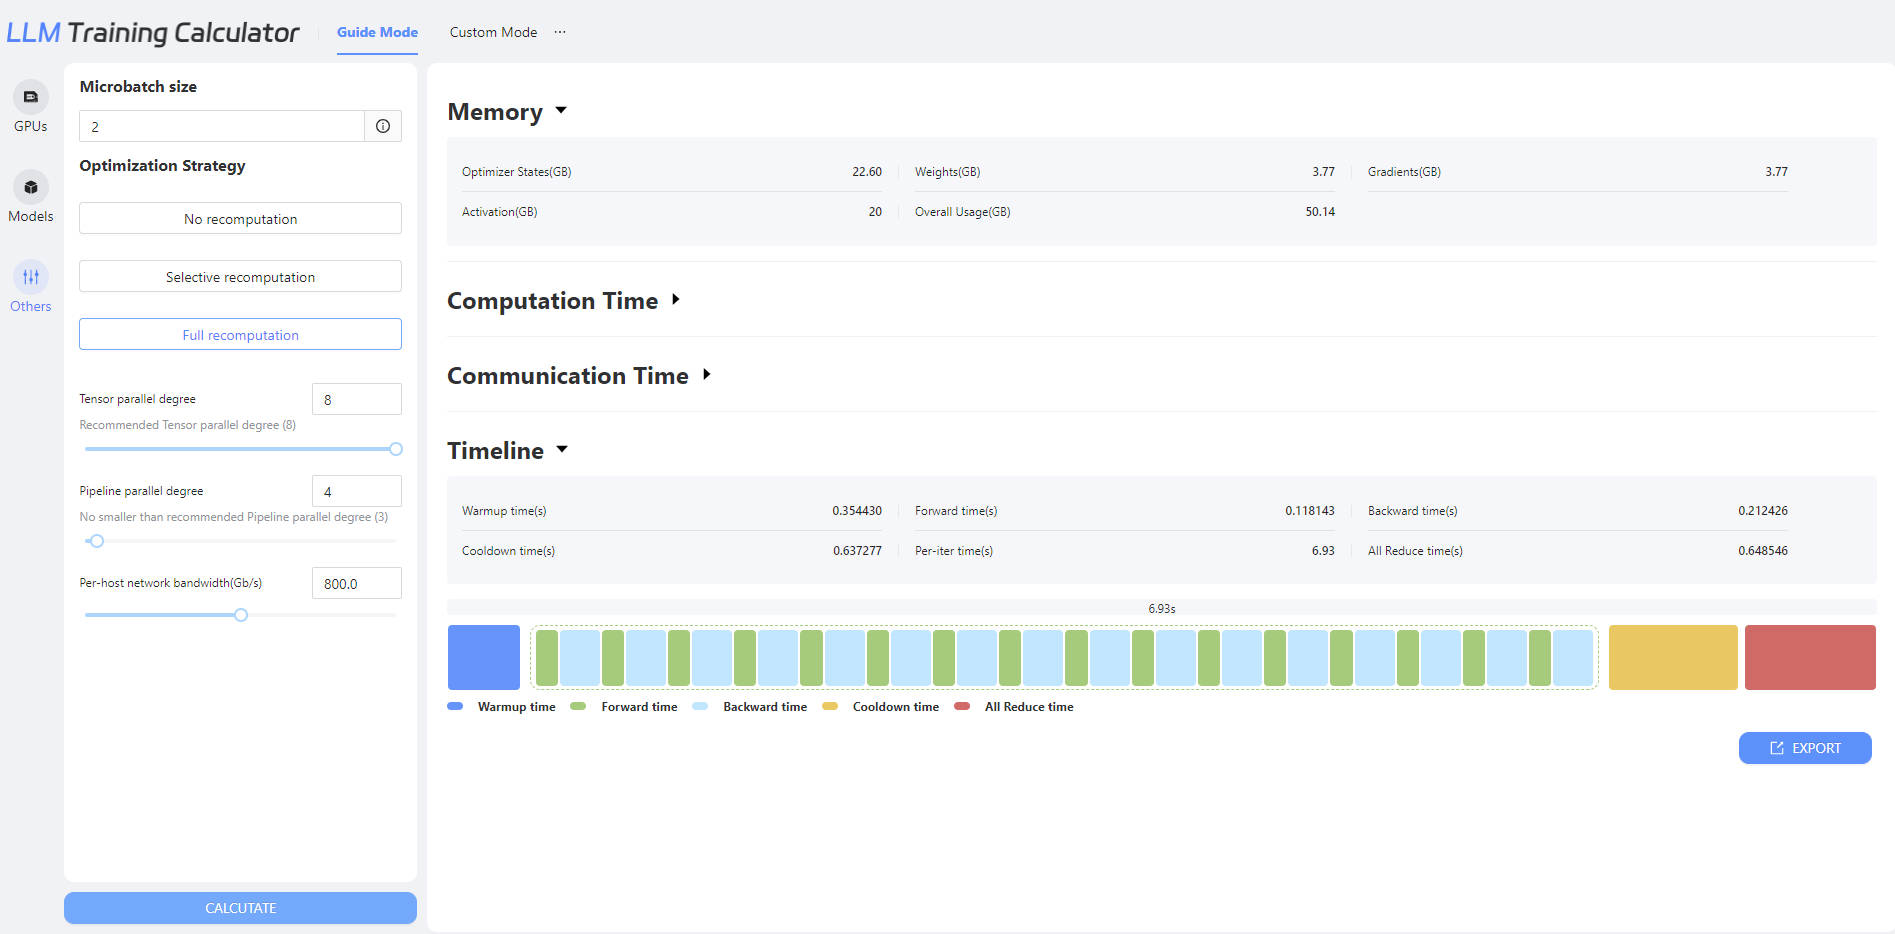 LLM Training Calculator
Guide Mode
Custom Mode
···
GPUs
Models
Others
Microbatch size
2
Optimization Strategy
No recomputation
Selective recomputation
Full recomputation
Tensor parallel degree
8
Recommended Tensor parallel degree (8)
Pipeline parallel degree
4
No smaller than recommended Pipeline parallel degree (3)
Per-host network bandwidth(Gb/s)
800.0
CALCUTATE
Memory
Optimizer States(GB) 22.60 Weights(GB) 3.77 Gradients(GB) 3.77
Activation(GB) 20 Overall Usage(GB) 50.14
Computation Time
Communication Time
Timeline
Warmup time(s) 0.354430 Forward time(s) 0.118143 Backward time(s) 0.212426
Cooldown time(s) 0.637277 Per-iter time(s) 6.93 All Reduce time(s) 0.648546
6.93s
Warmup time Forward time Backward time Cooldown time All Reduce time
EXPORT